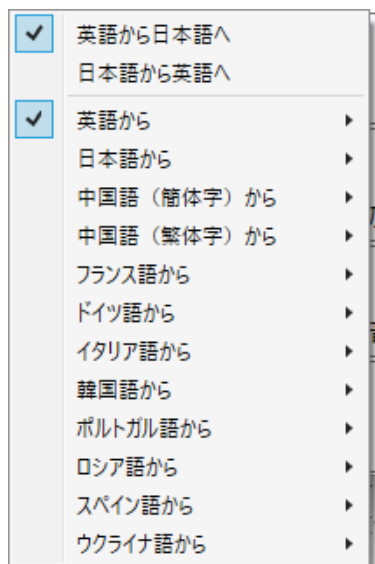 英語から日本語へ
日本語から英語へ
英語から
日本語から
中国語（簡体字）から
中国語（繁体字）から
フランス語から
ドイツ語から
イタリア語から
韓国語から
ポルトガル語から
ロシア語から
スペイン語から
ウクライナ語から